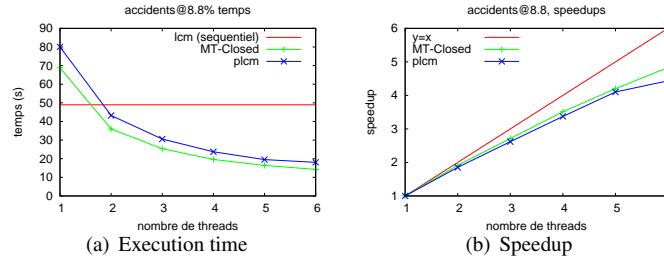 accidents@8.8% temps
lcm (sequentiel)
MT-Closed
plcm
temps (s)
90
80
70
60
50
40
30
20
10
0
1 2 3 4 5 6
nombre de threads
(a) Execution time
accidents@8.8, speedups
y=x
MT-Closed
plcm
speedup
6
5
4
3
2
1
1 2 3 4 5
nombre de threads
(b) Speedup